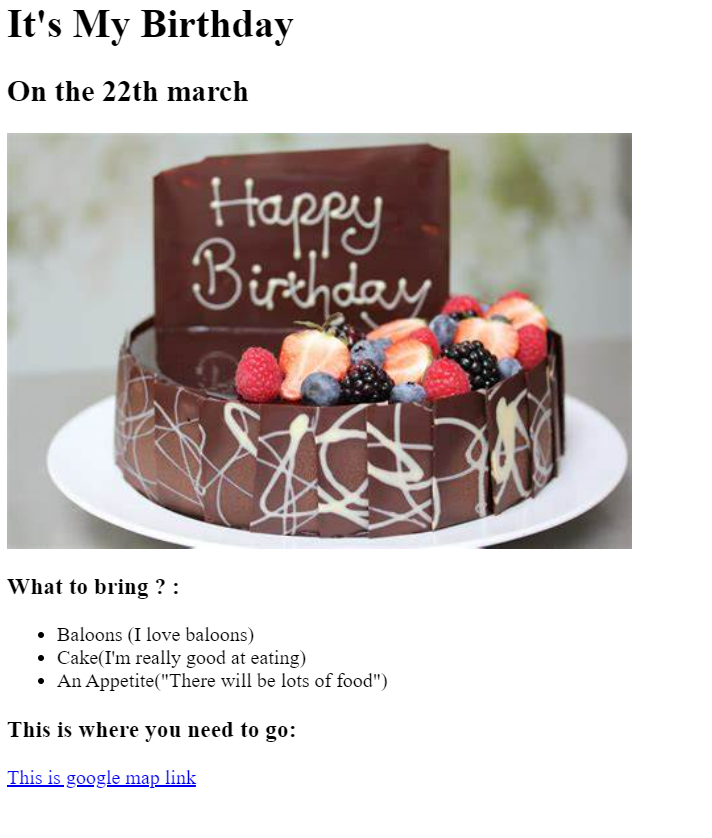 It's My Birthday
On the 22th march
Happy
Birthday
What to bring ? :
Baloons (I love baloons)
Cake(I'm really good at eating)
An Appetite("There will be lots of food")
This is where you need to go:
This is google map link